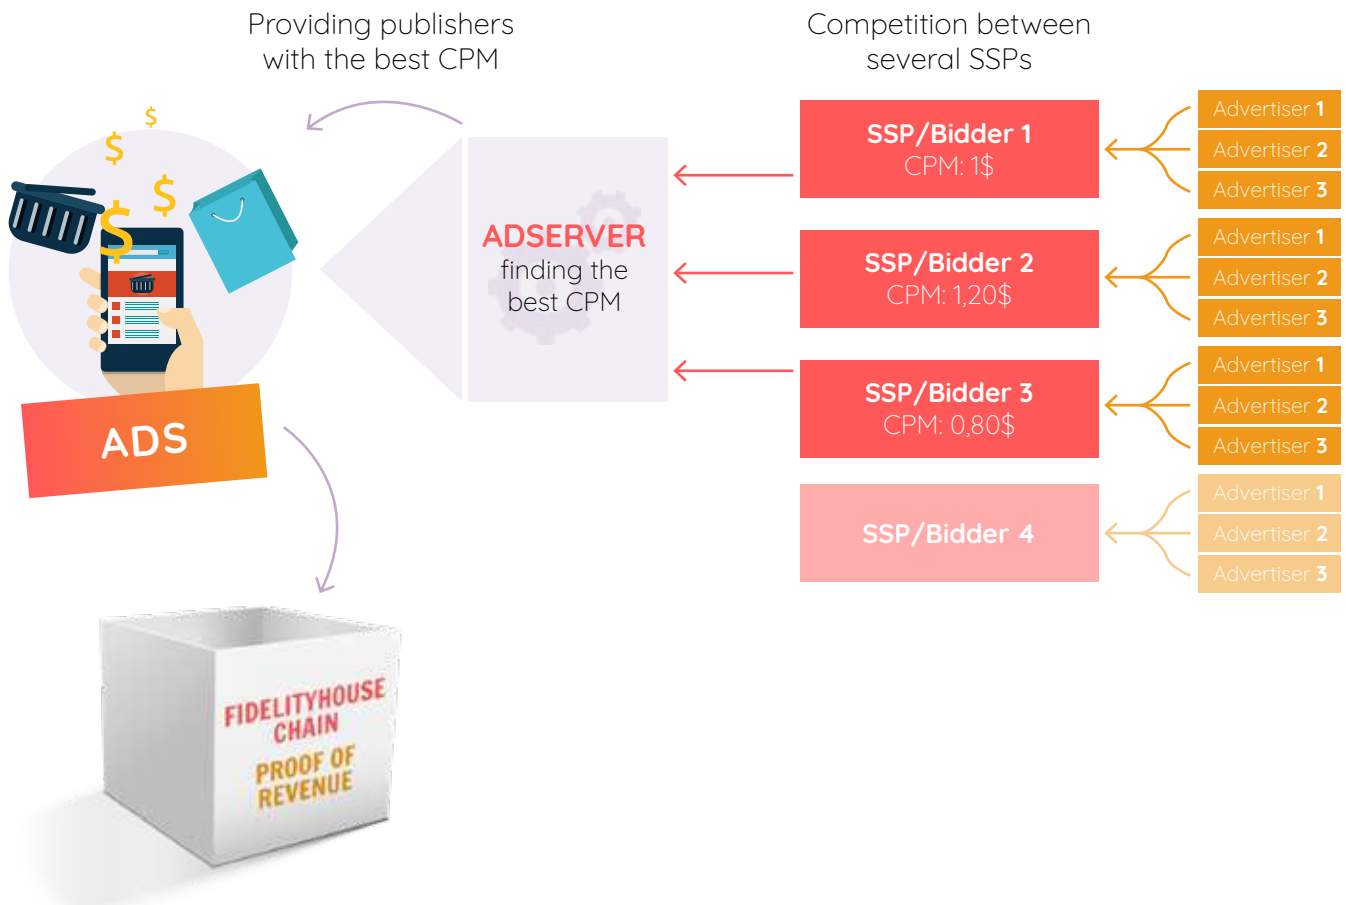 Providing publishers
with the best CPM
Competition between
several SSPs
$
$
$
$
ADS
ADSERVER
finding the
best CPM
SSP/Bidder 1
CPM: 1$
Advertiser 1
Advertiser 2
Advertiser 3
SSP/Bidder 2
CPM: 1,20$
Advertiser 1
Advertiser 2
Advertiser 3
SSP/Bidder 3
CPM: 0,80$
Advertiser 1
Advertiser 2
Advertiser 3
SSP/Bidder 4
Advertiser 1
Advertiser 2
Advertiser 3
FIDELITYHOUSE
CHAIN
PROOF OF
REVENUE